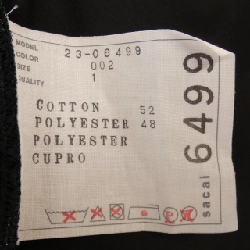 MODEL 23-06499
COLOR 002
SIZE 1
QUALITY
COTTON 52
POLYESTER 48
POLYESTER
CUPRO
sacai 6499